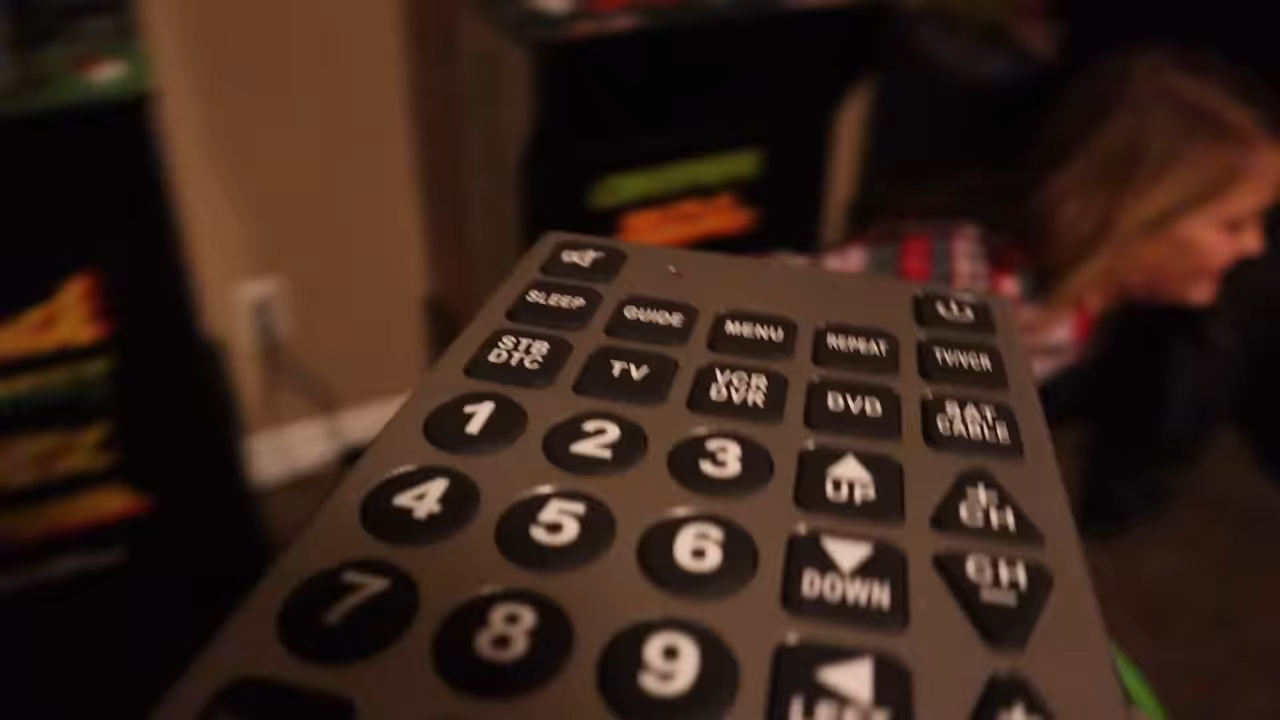 SLEEP
GUIDE
MENU
REPEAT
TV/VCR
STB
DTC
TV
VCR
DVR
DVD
SAT
CABLE
1
2
3
UP
+
CH
4
5
6
DOWN
CH
–
7
8
9
LEFT
+